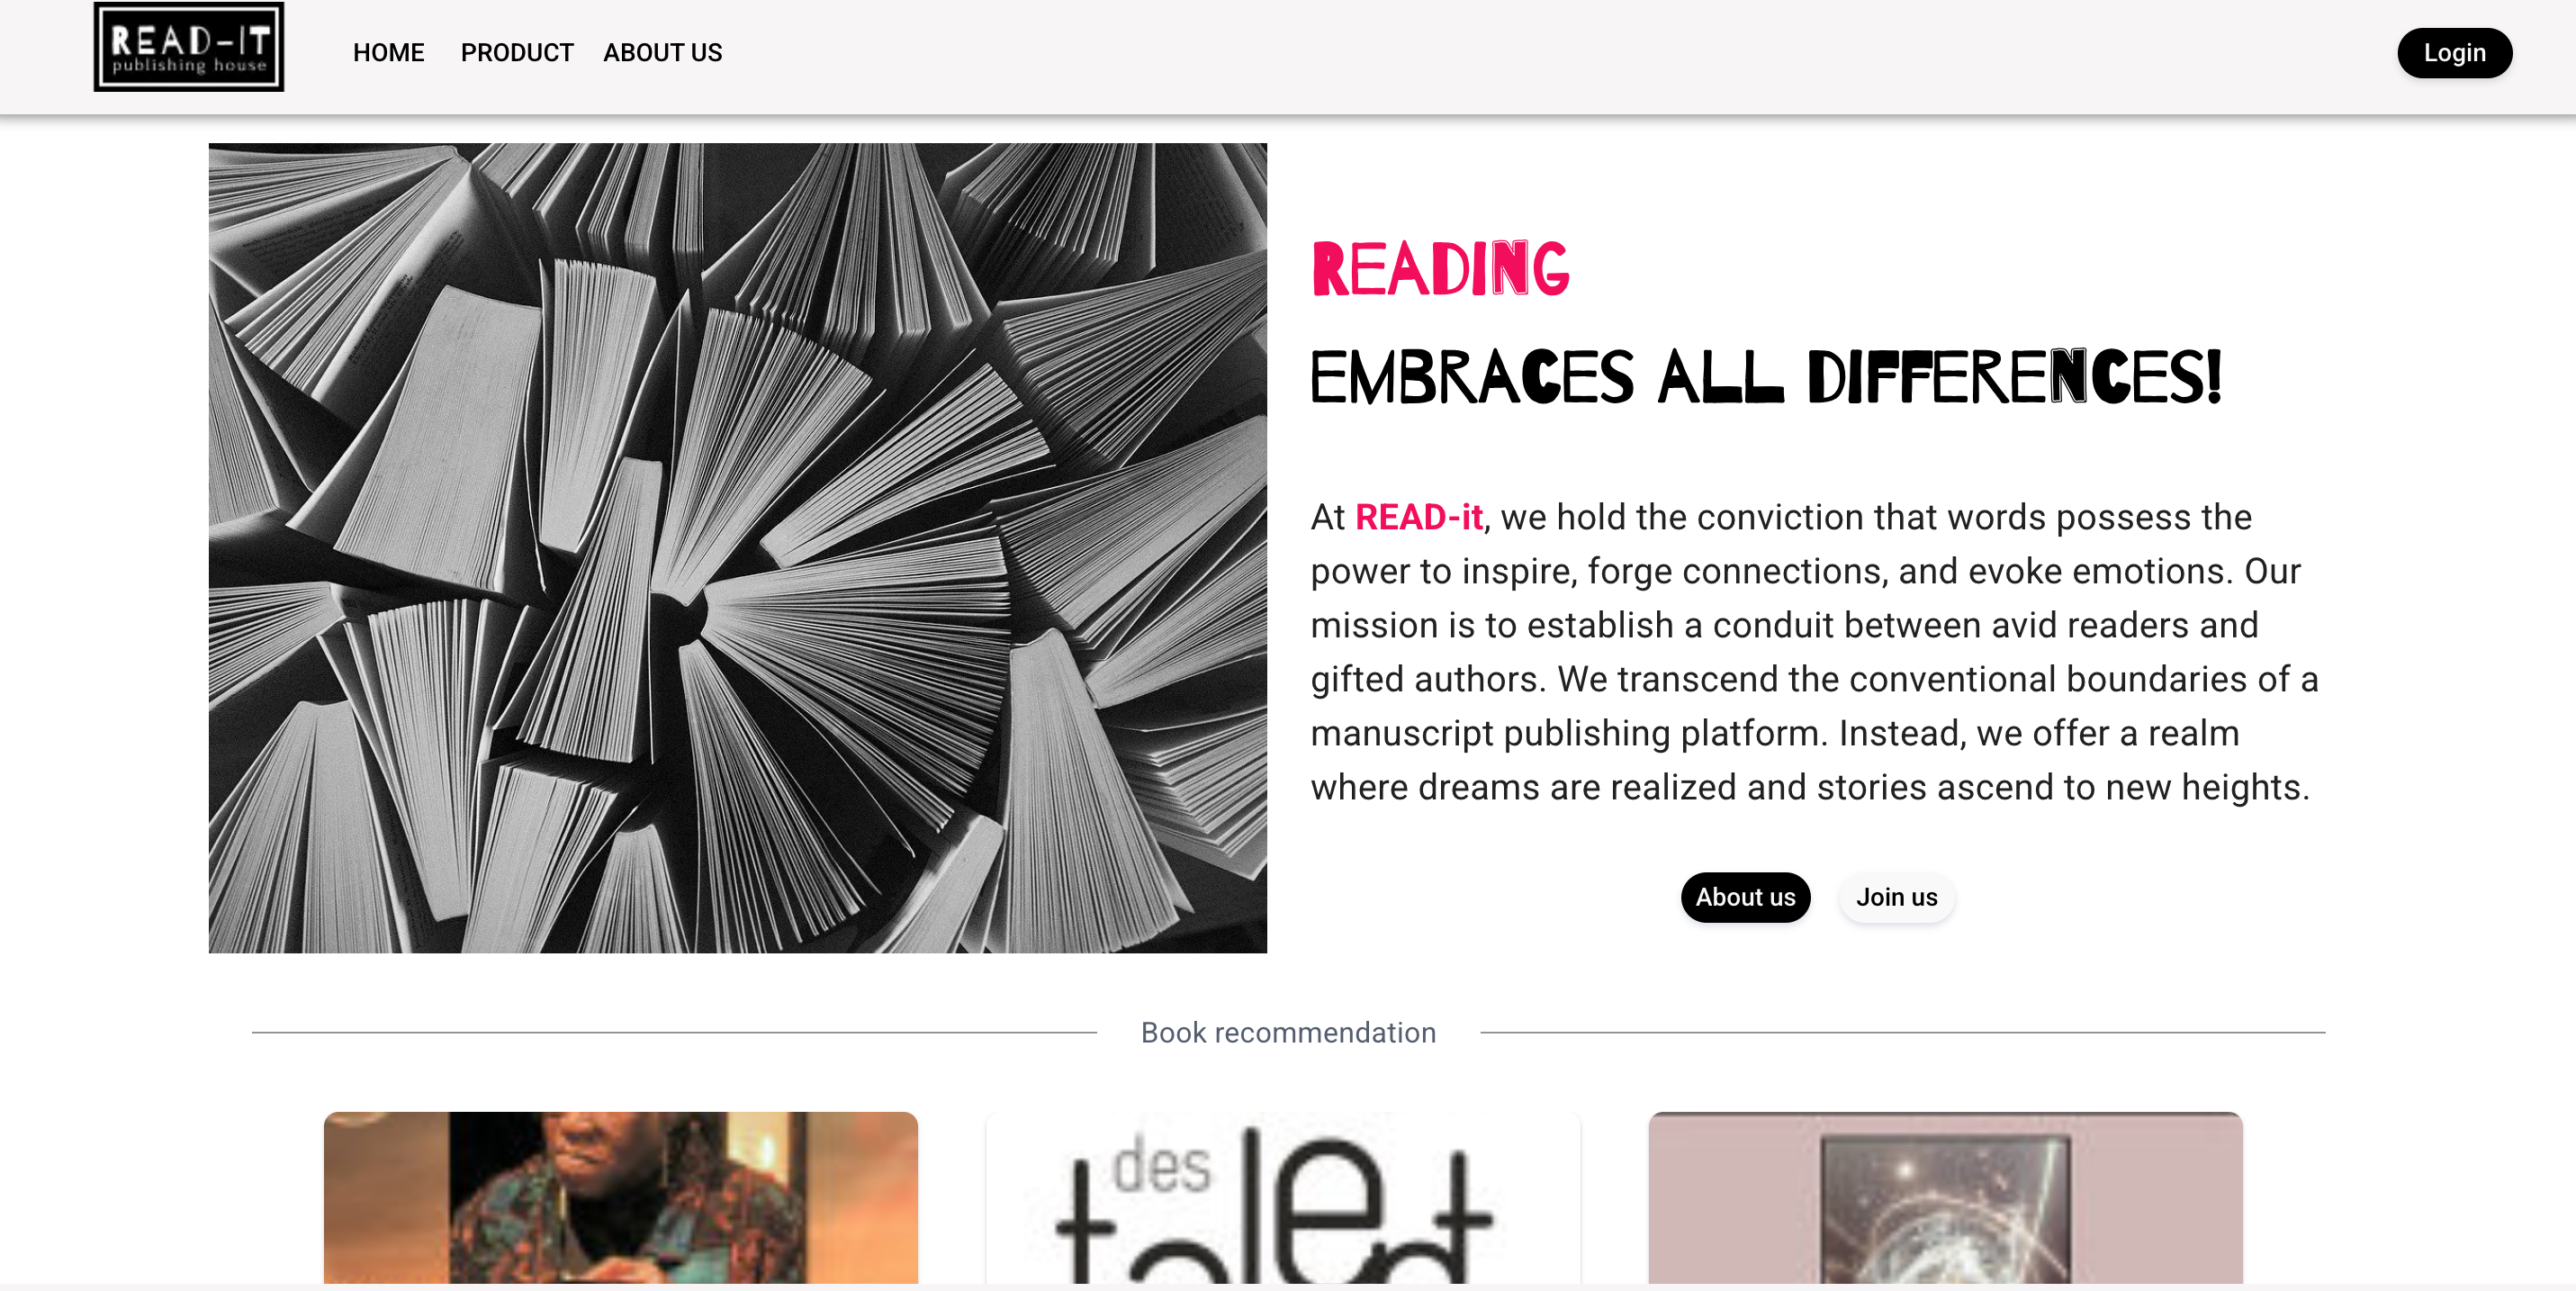 READ-IT
publishing house
HOME PRODUCT ABOUT US
Login
READING
EMBRACES ALL DIFFERENCES!
At READ-it, we hold the conviction that words possess the
power to inspire, forge connections, and evoke emotions. Our
mission is to establish a conduit between avid readers and
gifted authors. We transcend the conventional boundaries of a
manuscript publishing platform. Instead, we offer a realm
where dreams are realized and stories ascend to new heights.
About us Join us
Book recommendation
des